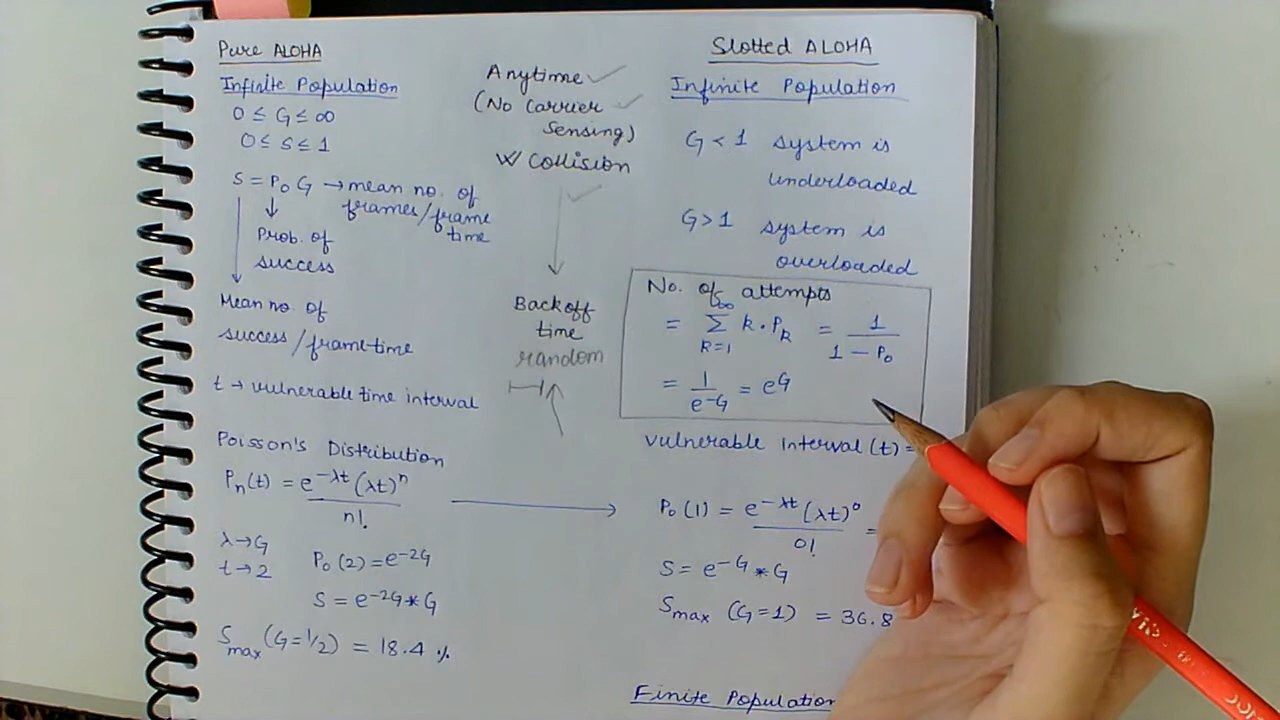 Pure ALOHA
Infinite Population
0 ≤ G ≤ ∞
0 ≤ S ≤ 1
S = P₀ G → mean no. of
frames/frame
time
Prob. of
success
Mean no. of
success/frame time
t → vulnerable time interval
Poisson's Distribution
Pn(t) = e^-λt (λt)^n
n!
λ → G
t → 2
P₀(2) = e^-2G
S = e^-2G * G
Smax (G=1/2) = 18.4 %
Anytime ✓
(No Carrier ✓
Sensing)
W/ Collision
Backoff
time
random
Slotted ALOHA
Infinite Population
G < 1 system is
underloaded
G > 1 system is
overloaded
No. of attempts
= ∞ Σ k=1 k . Pk = 1 / 1 - P₀
= 1 / e^-G = e^G
Vulnerable Interval (t) =
P₀(1) = e^-λt (λt)^0 =
0!
S = e^-G * G
Smax (G=1) = 36.8
Finite Population